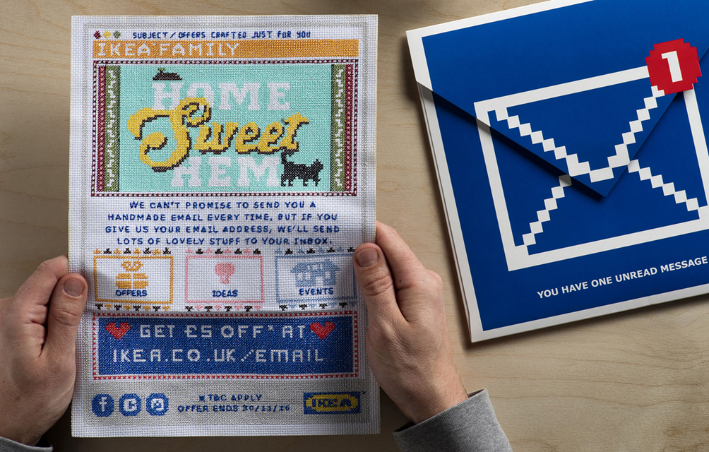 SUBJECT/OFFERS CRAFTED JUST FOR YOU
IKEA FAMILY
HOME
Sweet
HEM
WE CAN'T PROMISE TO SEND YOU A
HANDMADE EMAIL EVERY TIME, BUT IF YOU
GIVE US YOUR EMAIL ADDRESS, WE'LL SEND
LOTS OF LOVELY STUFF TO YOUR INBOX.
OFFERS IDEAS EVENTS
GET £5 OFF* AT
IKEA.CO.UK/EMAIL
*T&C APPLY
OFFER ENDS
IKEA
1
YOU HAVE ONE UNREAD MESSAGE